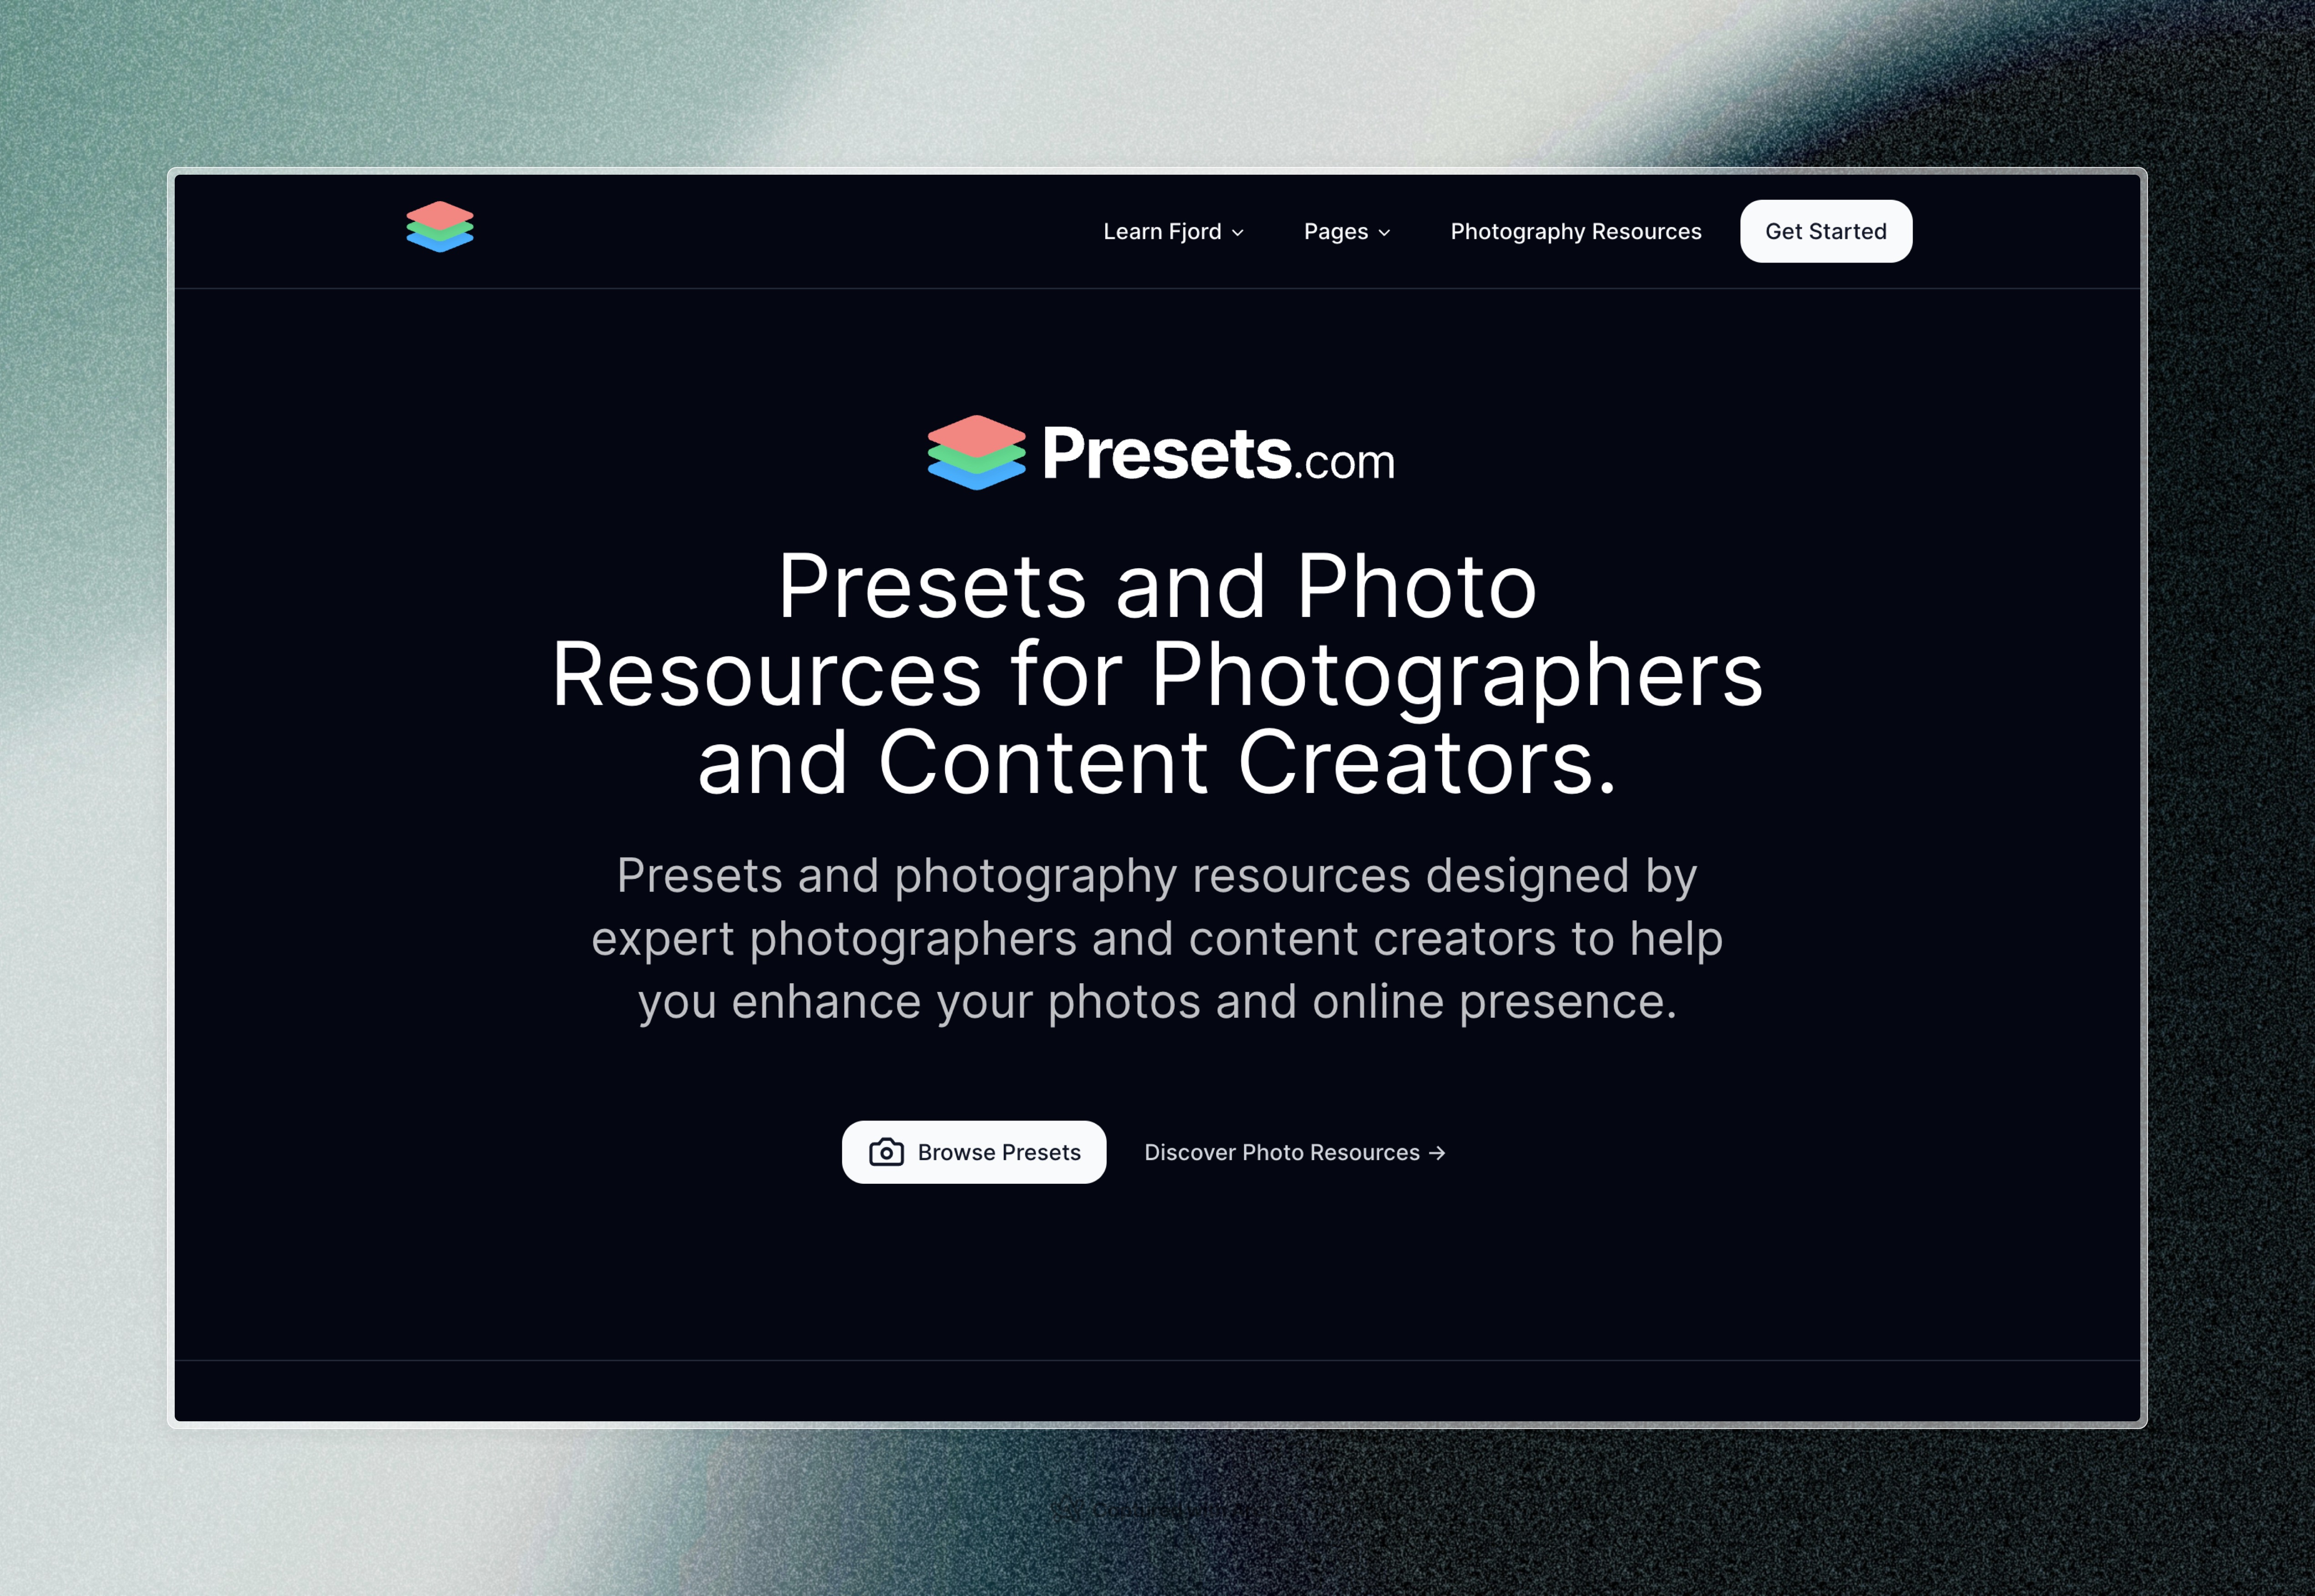 Learn Fjord
Pages
Photography Resources
Get Started
Presets.com
Presets and Photo
Resources for Photographers
and Content Creators.
Presets and photography resources designed by
expert photographers and content creators to help
you enhance your photos and online presence.
Browse Presets
Discover Photo Resources →